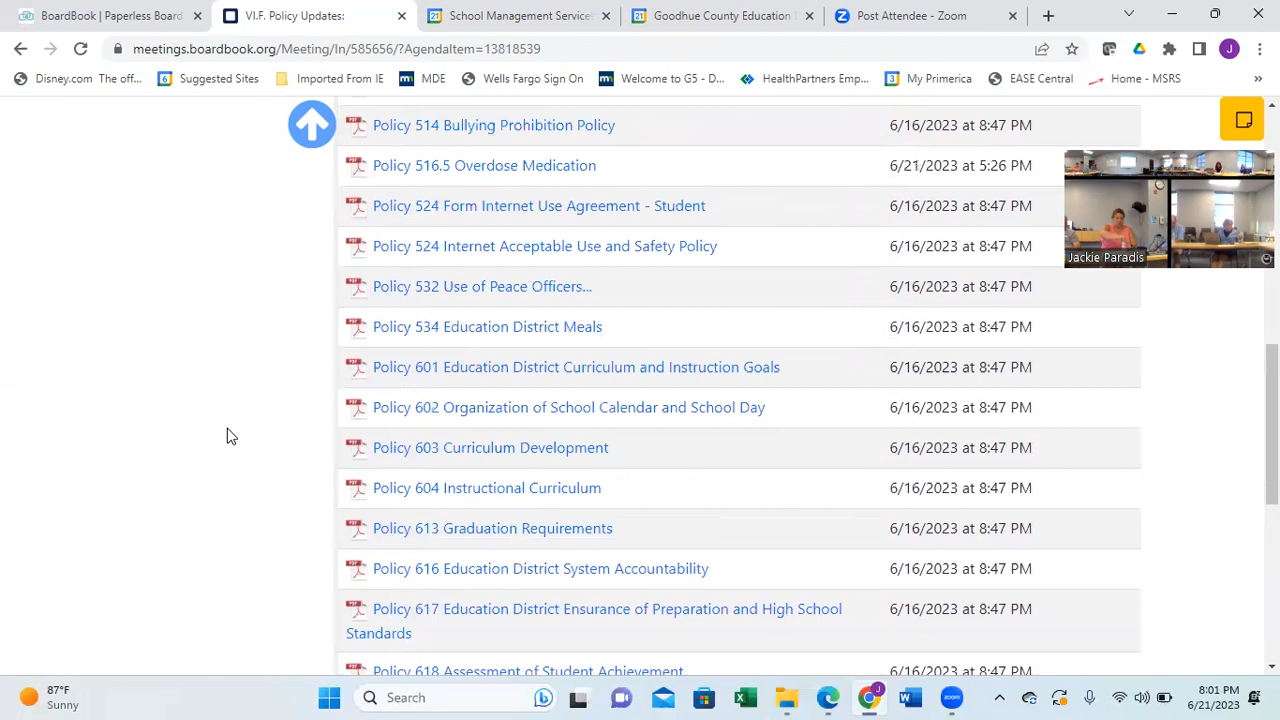 BoardBook | Paperless Board
VI.F. Policy Updates:
School Management Services
Goodhue County Education
Post Attendee - Zoom
meetings.boardbook.org/Meeting/In/585656/?AgendaItem=13818539
J
Disney.com The off...
6 Suggested Sites
Imported From IE
MDE
Wells Fargo Sign On
Welcome to G5 - D...
HealthPartners Emp...
My Primerica
EASE Central
Home - MSRS
»
Policy 514 Bullying Prohibition Policy 6/16/2023 at 8:47 PM
Policy 516.5 Overdose Medication 6/21/2023 at 5:26 PM
Policy 524 Form Internet Use Agreement - Student 6/16/2023 at 8:47 PM
Policy 524 Internet Acceptable Use and Safety Policy 6/16/2023 at 8:47 PM
Jackie Paradis
Policy 532 Use of Peace Officers... 6/16/2023 at 8:47 PM
Policy 534 Education District Meals 6/16/2023 at 8:47 PM
Policy 601 Education District Curriculum and Instruction Goals 6/16/2023 at 8:47 PM
Policy 602 Organization of School Calendar and School Day 6/16/2023 at 8:47 PM
Policy 603 Curriculum Development 6/16/2023 at 8:47 PM
Policy 604 Instructional Curriculum 6/16/2023 at 8:47 PM
Policy 613 Graduation Requirements 6/16/2023 at 8:47 PM
Policy 616 Education District System Accountability 6/16/2023 at 8:47 PM
Policy 617 Education District Ensurance of Preparation and High School 6/16/2023 at 8:47 PM
Standards
Policy 618 Assessment of Student Achievement 6/16/2023 at 8:47 PM
87°F
Sunny
Search
8:01 PM
6/21/2023